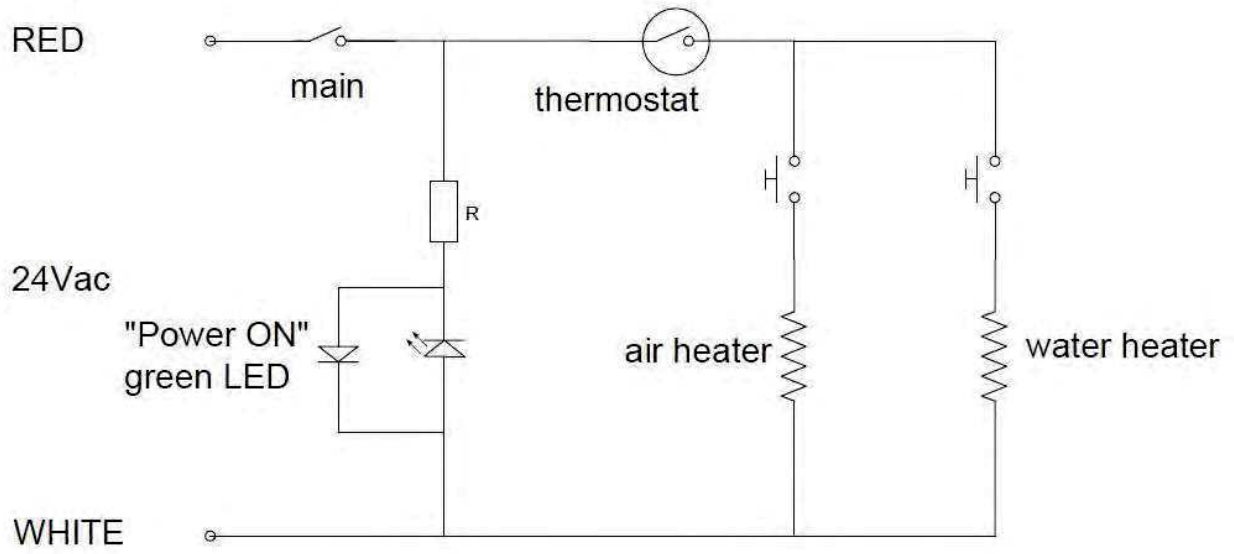 RED
main
thermostat
R
24Vac
"Power ON"
green LED
air heater
water heater
WHITE